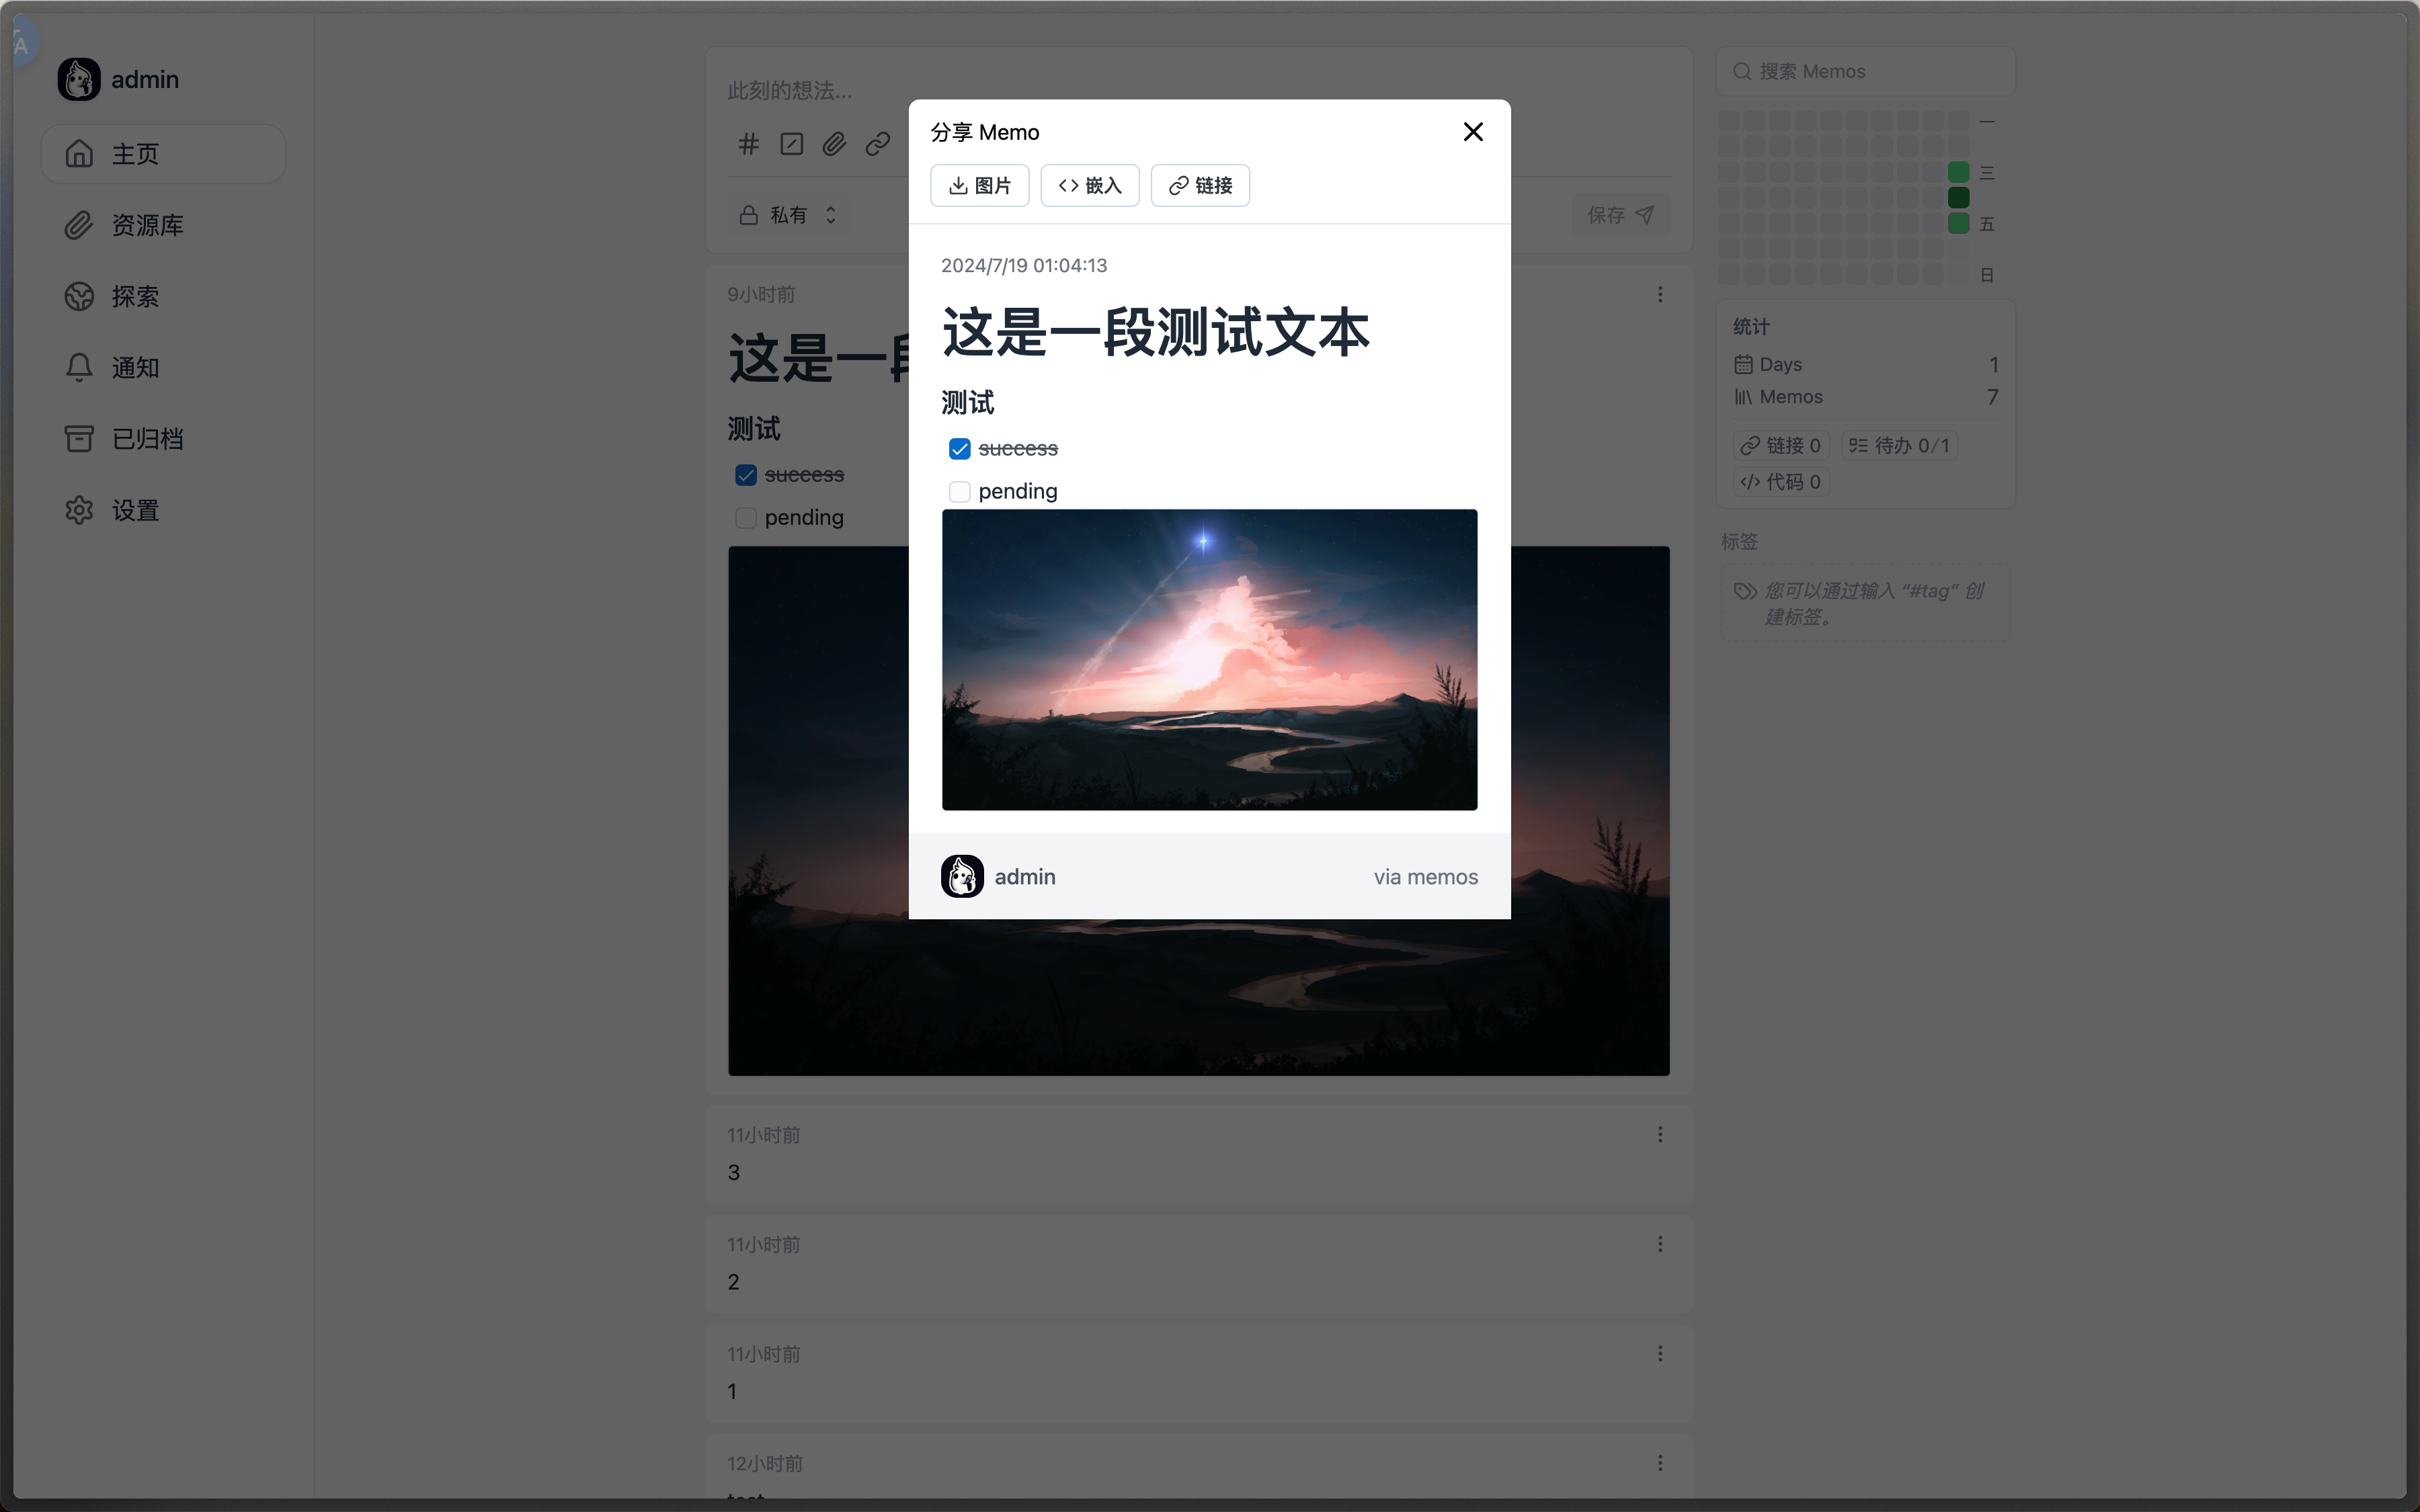 admin
主页
资源库
探索
通知
已归档
设置
此刻的想法...
私有
保存
9小时前
测试
success
pending
11小时前
3
11小时前
2
11小时前
1
12小时前
分享 Memo
图片
嵌入
链接
2024/7/19 01:04:13
这是一段测试文本
测试
success
pending
admin
via memos
搜索 Memos
一
三
五
日
统计
Days 1
Memos 7
链接 0
待办 0/1
代码 0
标签
您可以通过输入 “#tag” 创
建标签。